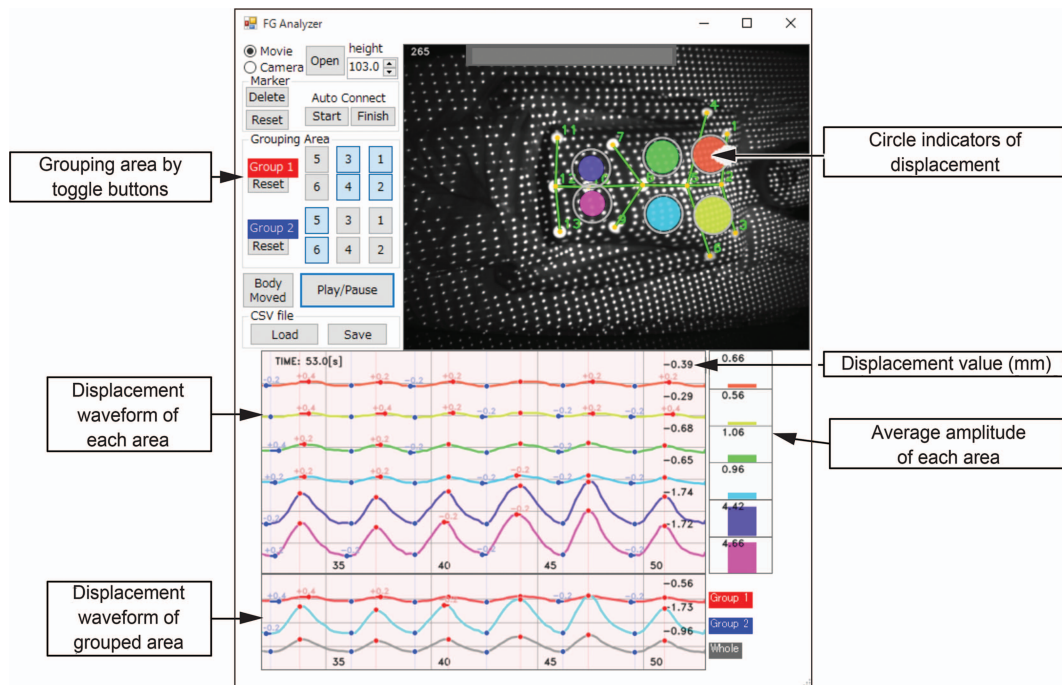 FG Analyzer
Movie
Camera
Open
height
103.0
Marker
Delete
Reset
Auto Connect
Start
Finish
Grouping Area
Group 1
Reset
5 3 1
6 4 2
Group 2
Reset
5 3 1
6 4 2
Body
Moved
Play/Pause
CSV file
Load
Save
265
11
7
1
13
9
Grouping area by
toggle buttons
Circle indicators of
displacement
Displacement value (mm)
Average amplitude
of each area
Displacement
waveform of
each area
Displacement
waveform of
grouped area
TIME: 53.0[s]
-0.39
-0.29
-0.68
-0.65
-1.74
-1.72
0.66
0.56
1.06
0.96
4.42
4.66
35 40 45 50
-0.56
-1.73
-0.96
Group 1
Group 2
Whole
35 40 45 50